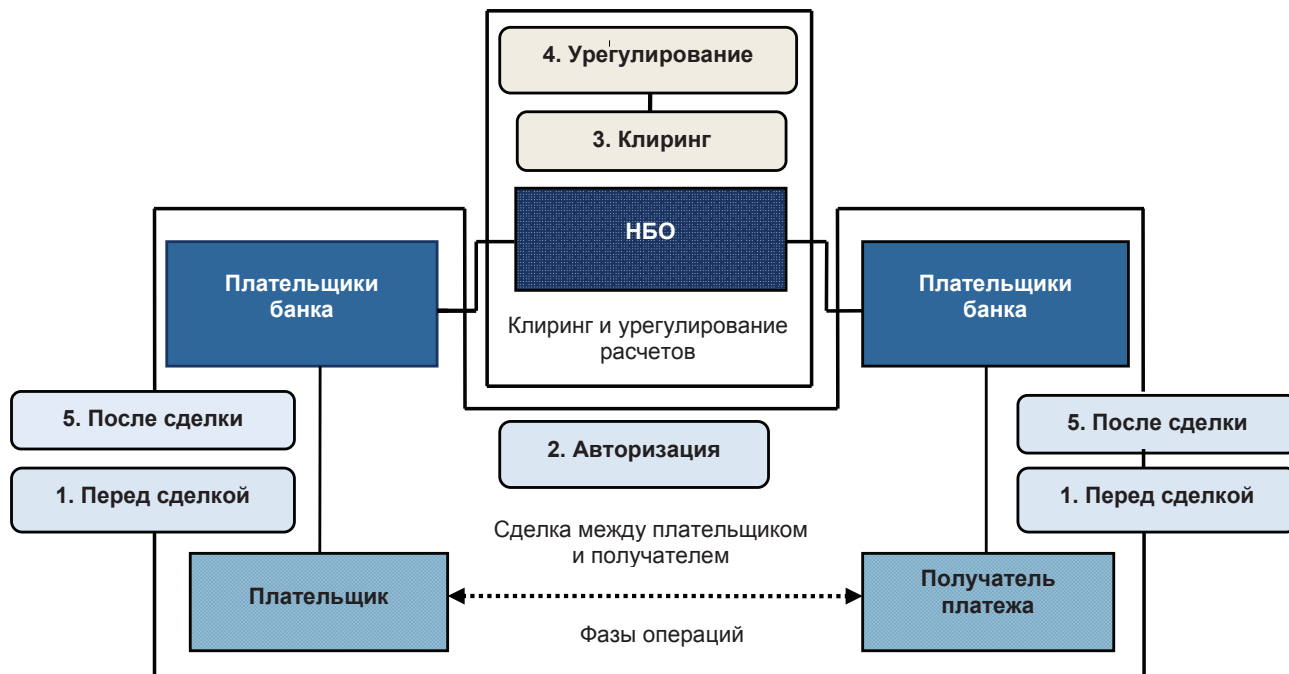 4. Урегулирование
3. Клиринг
НБО
Плательщики
банка
Клиринг и урегулирование
расчетов
Плательщики
банка
5. После сделки
1. Перед сделкой
2. Авторизация
5. После сделки
1. Перед сделкой
Сделка между плательщиком
и получателем
Плательщик
Получатель
платежа
Фазы операций